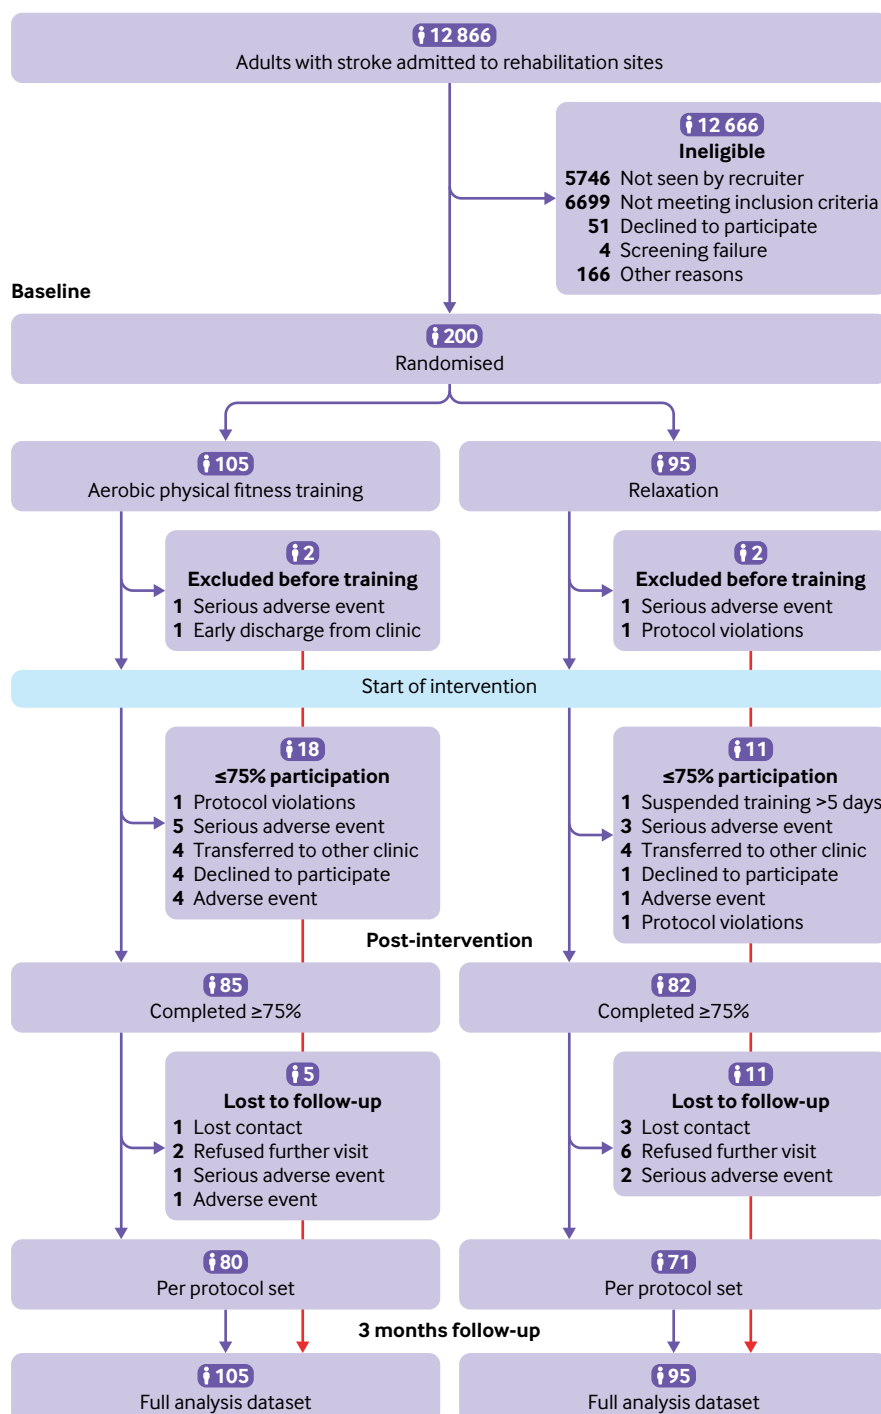 12 866
Adults with stroke admitted to rehabilitation sites
12 666
Ineligible
5746 Not seen by recruiter
6699 Not meeting inclusion criteria
51 Declined to participate
4 Screening failure
166 Other reasons
Baseline
200
Randomised
105
Aerobic physical fitness training
95
Relaxation
2
Excluded before training
1 Serious adverse event
1 Early discharge from clinic
2
Excluded before training
1 Serious adverse event
1 Protocol violations
Start of intervention
18
≤75% participation
1 Protocol violations
5 Serious adverse event
4 Transferred to other clinic
4 Declined to participate
4 Adverse event
11
≤75% participation
1 Suspended training >5 days
3 Serious adverse event
4 Transferred to other clinic
1 Declined to participate
1 Adverse event
1 Protocol violations
Post-intervention
85
Completed ≥75%
82
Completed ≥75%
5
Lost to follow-up
1 Lost contact
2 Refused further visit
1 Serious adverse event
1 Adverse event
11
Lost to follow-up
3 Lost contact
6 Refused further visit
2 Serious adverse event
80
Per protocol set
71
Per protocol set
3 months follow-up
105
Full analysis dataset
95
Full analysis dataset